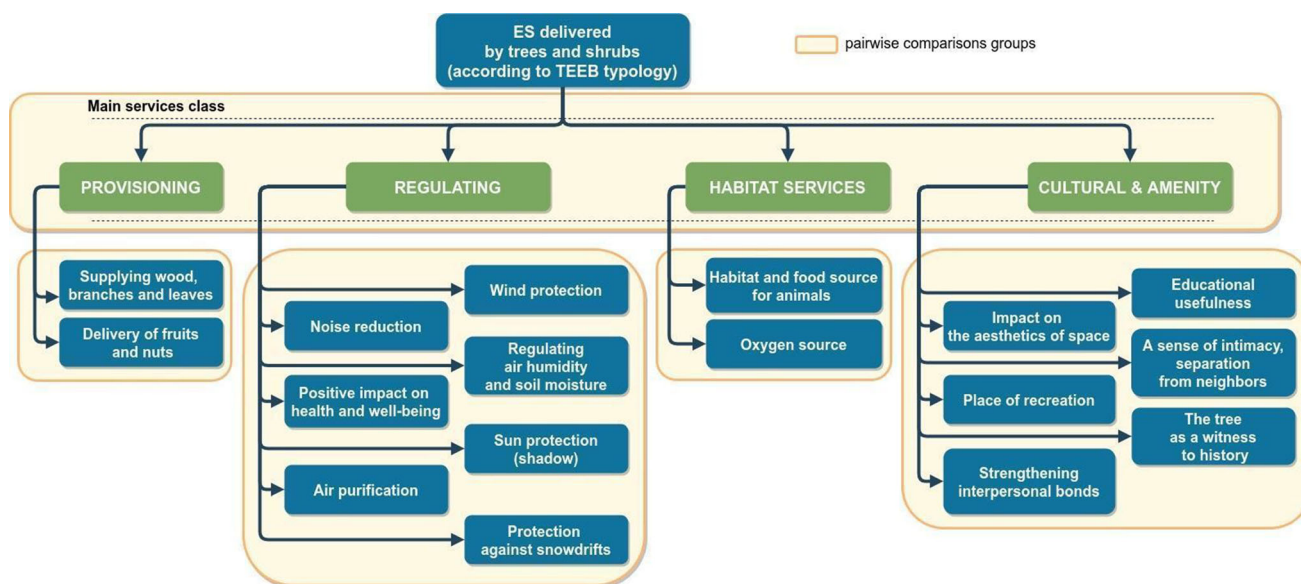 ES delivered
by trees and shrubs
(according to TEEB typology)
pairwise comparisons groups
Main services class
PROVISIONING
REGULATING
HABITAT SERVICES
CULTURAL & AMENITY
Supplying wood,
branches and leaves
Delivery of fruits
and nuts
Wind protection
Noise reduction
Regulating
air humidity
and soil moisture
Positive impact on
health and well-being
Sun protection
(shadow)
Air purification
Protection
against snowdrifts
Habitat and food source
for animals
Oxygen source
Educational
usefulness
Impact on
the aesthetics of space
A sense of intimacy,
separation
from neighbors
Place of recreation
The tree
as a witness
to history
Strengthening
interpersonal bonds